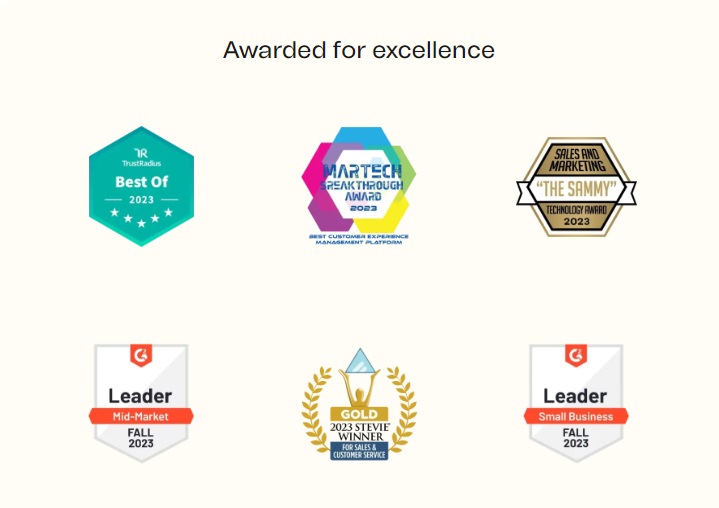 Awarded for excellence
TR
TrustRadius
Best Of
2023
MARTECH
BREAKTHROUGH
AWARD
2023
BEST CUSTOMER EXPERIENCE
MANAGEMENT PLATFORM
SALES AND
MARKETING
"THE SAMMY"
TECHNOLOGY AWARD
2023
G2
Leader
Mid-Market
FALL
2023
GOLD
2023 STEVIE®
WINNER
FOR SALES &
CUSTOMER SERVICE
G2
Leader
Small Business
FALL
2023